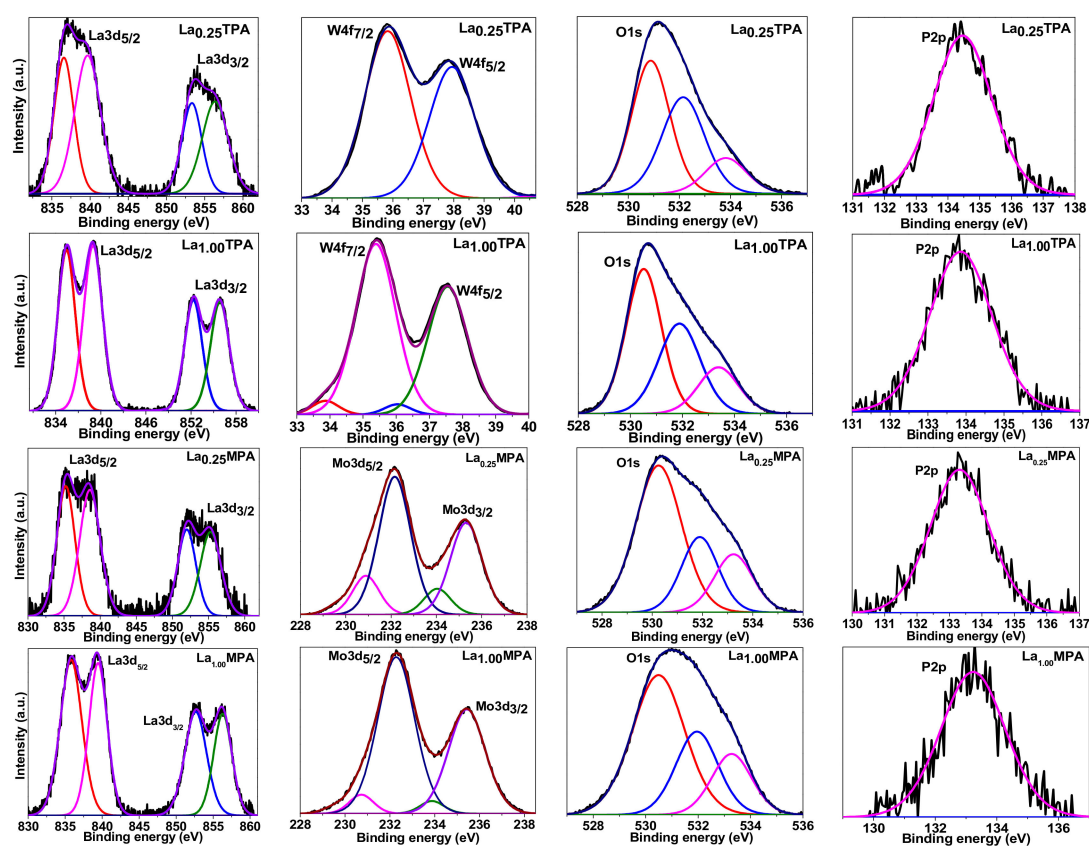 La3d5/2
La0.25TPA
La3d3/2
Intensity (a.u.)
835 840 845 850 855 860
Binding energy (eV)
W4f7/2
La0.25TPA
W4f5/2
33 34 35 36 37 38 39 40
Binding energy (eV)
O1s
La0.25TPA
528 530 532 534 536
Binding energy (eV)
P2p
La0.25TPA
131 132 133 134 135 136 137 138
Binding energy (eV)
La3d5/2
La1.00TPA
La3d3/2
Intensity (a.u.)
834 840 846 852 858
Binding energy (eV)
W4f7/2
La1.00TPA
W4f5/2
33 34 35 36 37 38 39 40
Binding energy (eV)
O1s
La1.00TPA
528 530 532 534 536
Binding energy (eV)
P2p
La1.00TPA
131 132 133 134 135 136 137
Binding energy (eV)
La3d5/2
La0.25MPA
La3d3/2
Intensity (a.u.)
830 835 840 845 850 855 860
Binding energy (eV)
Mo3d5/2
La0.25MPA
Mo3d3/2
228 230 232 234 236 238
Binding energy (eV)
O1s
La0.25MPA
528 530 532 534 536
Binding energy (eV)
P2p
La0.25MPA
130 131 132 133 134 135 136 137
Binding energy (eV)
La3d5/2
La1.00MPA
La3d3/2
Intensity (a.u.)
830 835 840 845 850 855 860
Binding energy (eV)
Mo3d5/2
La1.00MPA
Mo3d3/2
228 230 232 234 236 238
Binding energy (eV)
O1s
La1.00MPA
528 530 532 534 536
Binding energy (eV)
P2p
La1.00MPA
130 132 134 136
Binding energy (eV)